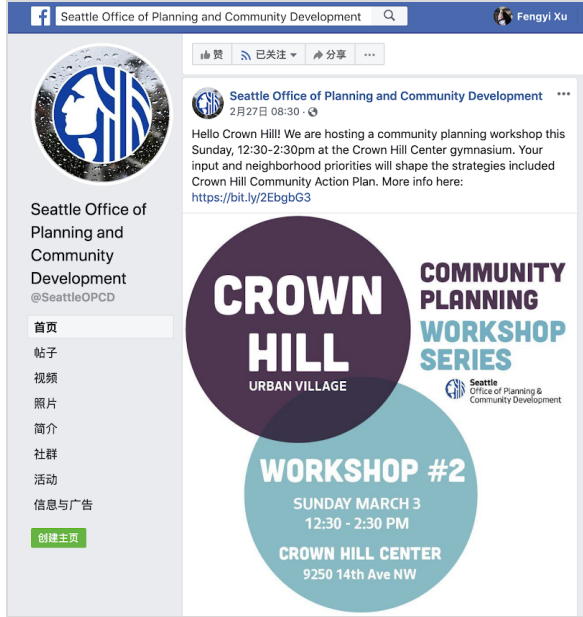 Seattle Office of Planning and Community Development
Fengyi Xu
赞
已关注
分享
Seattle Office of Planning and Community Development
2月27日 08:30
Hello Crown Hill! We are hosting a community planning workshop this
Sunday, 12:30-2:30pm at the Crown Hill Center gymnasium. Your
input and neighborhood priorities will shape the strategies included
Crown Hill Community Action Plan. More info here:
https://bit.ly/2EbgbG3
Seattle Office of
Planning and
Community
Development
@SeattleOPCD
首页
帖子
视频
照片
简介
社群
活动
信息与广告
创建主页
CROWN
HILL
URBAN VILLAGE
COMMUNITY
PLANNING
WORKSHOP
SERIES
Seattle
Office of Planning &
Community Development
WORKSHOP #2
SUNDAY MARCH 3
12:30 - 2:30 PM
CROWN HILL CENTER
9250 14th Ave NW